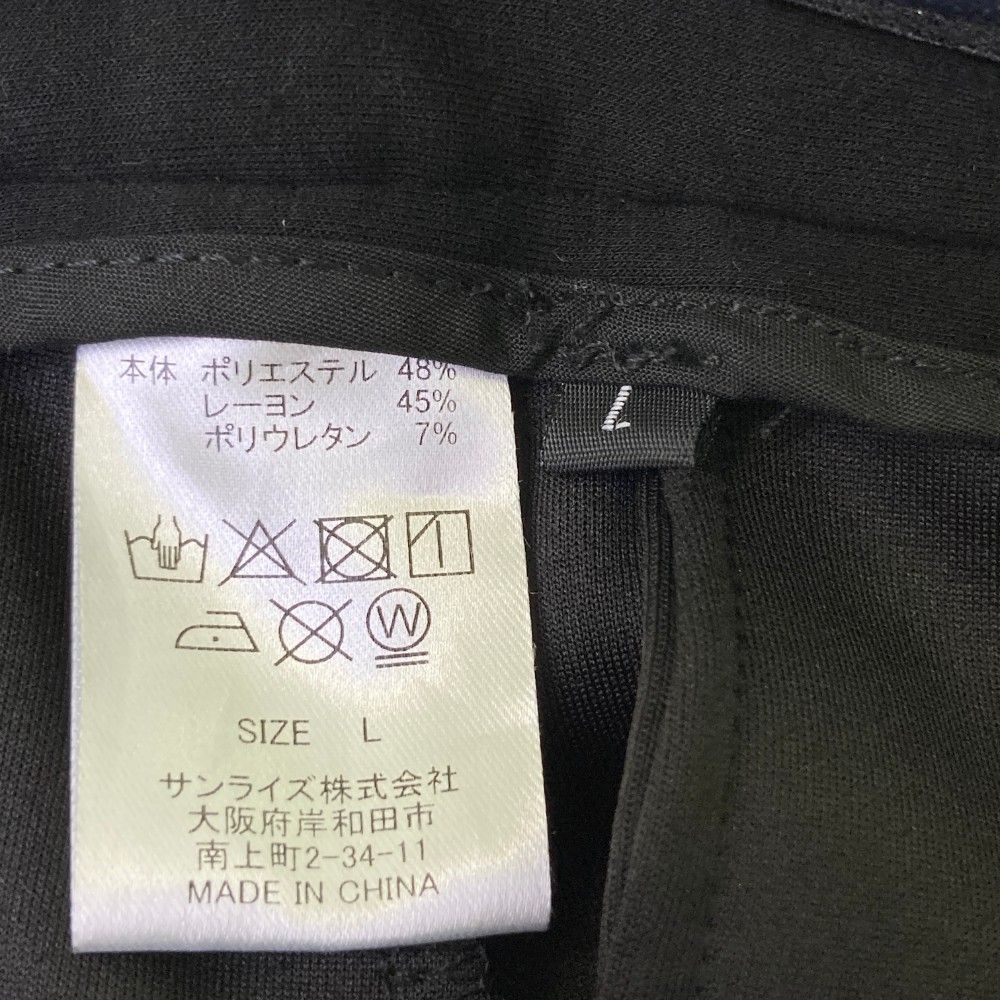 本体 ポリエステル 48%
レーヨン 45%
ポリウレタン 7%
W
SIZE L
サンライズ株式会社
大阪府岸和田市
南上町2-34-11
MADE IN CHINA
L